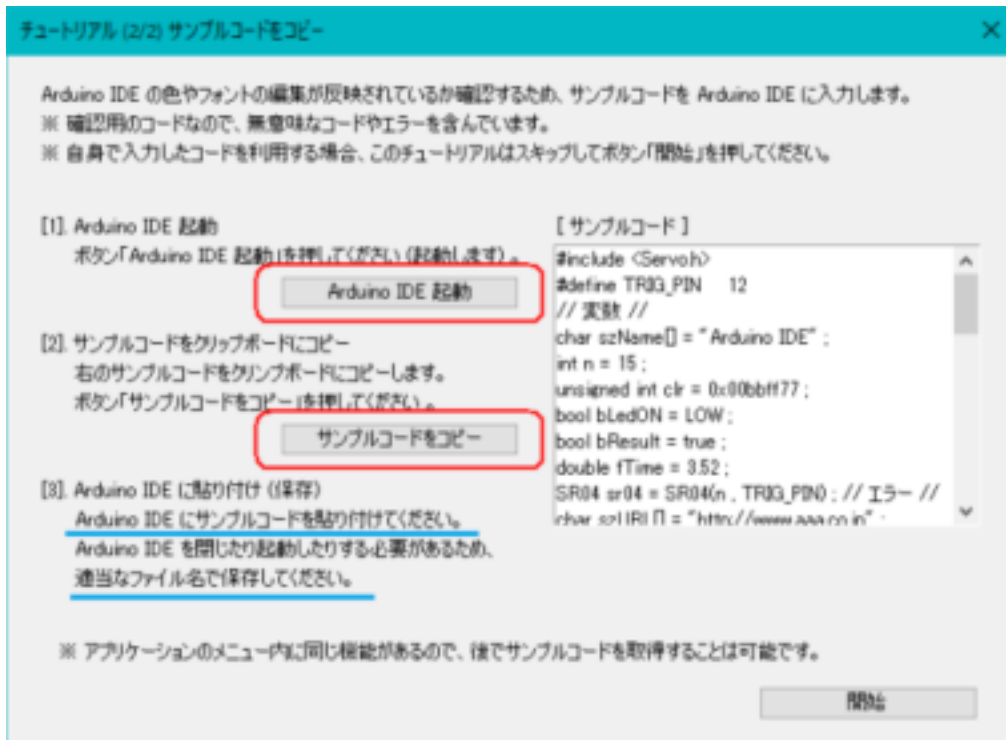 チュートリアル (2/2) サンプルコードをコピー
Arduino IDE の色やフォントの編集が反映されているか確認するため、サンプルコードを Arduino IDE に入力します。
※ 確認用のコードなので、無意味なコードやエラーを含んでいます。
※ 自身で入力したコードを利用する場合、このチュートリアルはスキップしてボタン「開始」を押してください。
[1]. Arduino IDE 起動
ボタン「Arduino IDE 起動」を押してください (起動します) 。
Arduino IDE 起動
[2]. サンプルコードをクリップボードにコピー
右のサンプルコードをクリンプボードにコピーします。
ボタン「サンプルコードをコピー」を押してください 。
サンプルコードをコピー
[3]. Arduino IDE に貼り付け (保存)
Arduino IDE にサンプルコードを貼り付けてください。
Arduino IDE を閉じたり起動したりする必要があるため、
適当なファイル名で保存してください。
[ サンプルコード ]
#include <Servo.h>
#define TRIG_PIN 12
// 変数 //
char szName[] = "Arduino IDE" ;
int n = 15 ;
unsigned int clr = 0x00bbff77 ;
bool bLedON = LOW ;
bool bResult = true ;
double fTime = 3.52 ;
SR04 sr04 = SR04(n , TRIG_PIN) ; // エラー //
char szURL[] = "http://www.aaa.co.jp" ;
※ アプリケーションのメニュー内に同じ機能があるので、後でサンプルコードを取得することは可能です。
開始